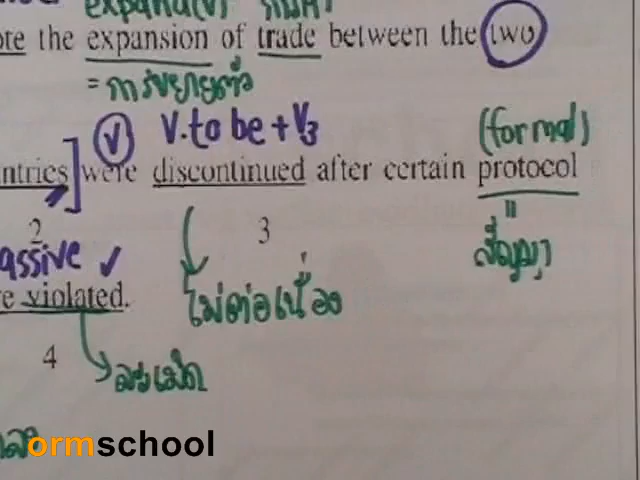 expand(v)
ote the expansion of trade between the two
= การขยายตัว
V V.to be + V3 (formal)
ntries were discontinued after certain protocol
2 3 = สัญญา
assive ✓
e violated. ไม่ต่อเนื่อง
4 ละเมิด
ormschool